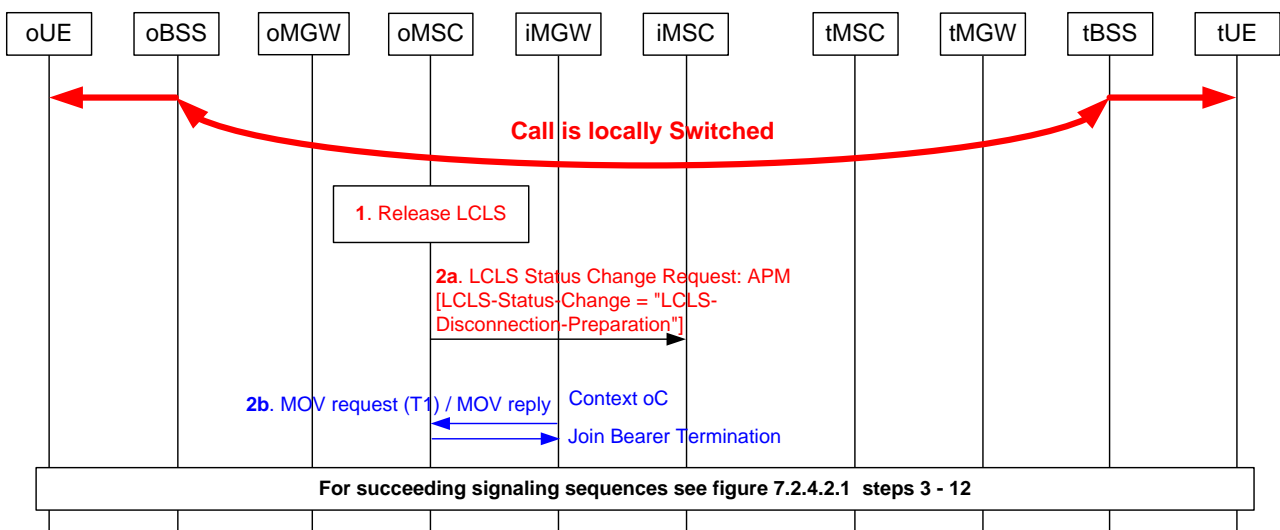 oUE oBSS oMGW oMSC iMGW iMSC tMSC tMGW tBSS tUE
Call is locally Switched
1. Release LCLS
2a. LCLS Status Change Request: APM
[LCLS-Status-Change = "LCLS-
Disconnection-Preparation"]
2b. MOV request (T1) / MOV reply
Context oC
Join Bearer Termination
For succeeding signaling sequences see figure 7.2.4.2.1 steps 3 - 12